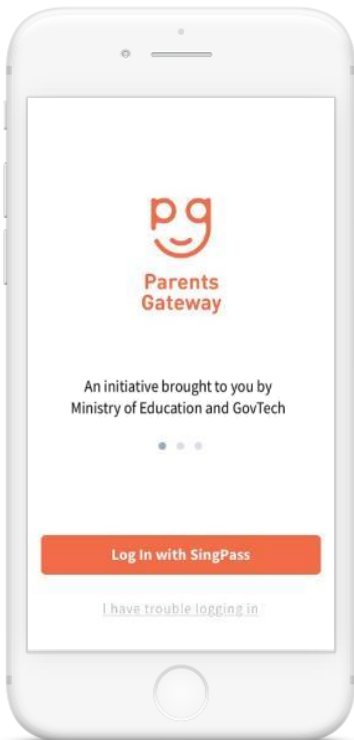 pg
Parents
Gateway
An initiative brought to you by
Ministry of Education and GovTech
Log In with SingPass
I have trouble logging in